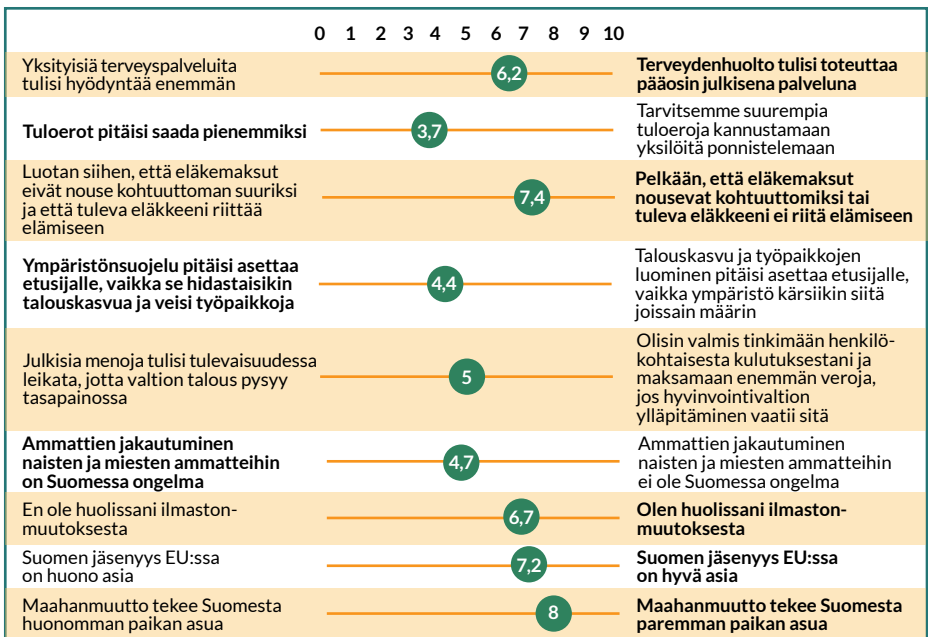 0 1 2 3 4 5 6 7 8 9 10
Yksityisiä terveyspalveluita
tulisi hyödyntää enemmän
6,2
Terveydenhuolto tulisi toteuttaa
pääosin julkisena palveluna
Tuloerot pitäisi saada pienemmiksi
3,7
Tarvitsemme suurempia
tuloeroja kannustamaan
yksilöitä ponnistelemaan
Luotan siihen, että eläkemaksut
eivät nouse kohtuuttoman suuriksi
ja että tuleva eläkkeeni riittää
elämiseen
7,4
Pelkään, että eläkemaksut
nousevat kohtuuttomiksi tai
tuleva eläkkeeni ei riitä elämiseen
Ympäristönsuojelu pitäisi asettaa
etusijalle, vaikka se hidastaisikin
talouskasvua ja veisi työpaikkoja
4,4
Talouskasvu ja työpaikkojen
luominen pitäisi asettaa etusijalle,
vaikka ympäristö kärsiikin siitä
joissain määrin
Julkisia menoja tulisi tulevaisuudessa
leikata, jotta valtion talous pysyy
tasapainossa
5
Olisin valmis tinkimään henkilö-
kohtaisesta kulutuksestani ja
maksamaan enemmän veroja,
jos hyvinvointivaltion
ylläpitäminen vaatii sitä
Ammattien jakautuminen
naisten ja miesten ammatteihin
on Suomessa ongelma
4,7
Ammattien jakautuminen
naisten ja miesten ammatteihin
ei ole Suomessa ongelma
En ole huolissani ilmaston-
muutoksesta
6,7
Olen huolissani ilmaston-
muutoksesta
Suomen jäsenyys EU:ssa
on huono asia
7,2
Suomen jäsenyys EU:ssa
on hyvä asia
Maahanmuutto tekee Suomesta
huonomman paikan asua
8
Maahanmuutto tekee Suomesta
paremman paikan asua